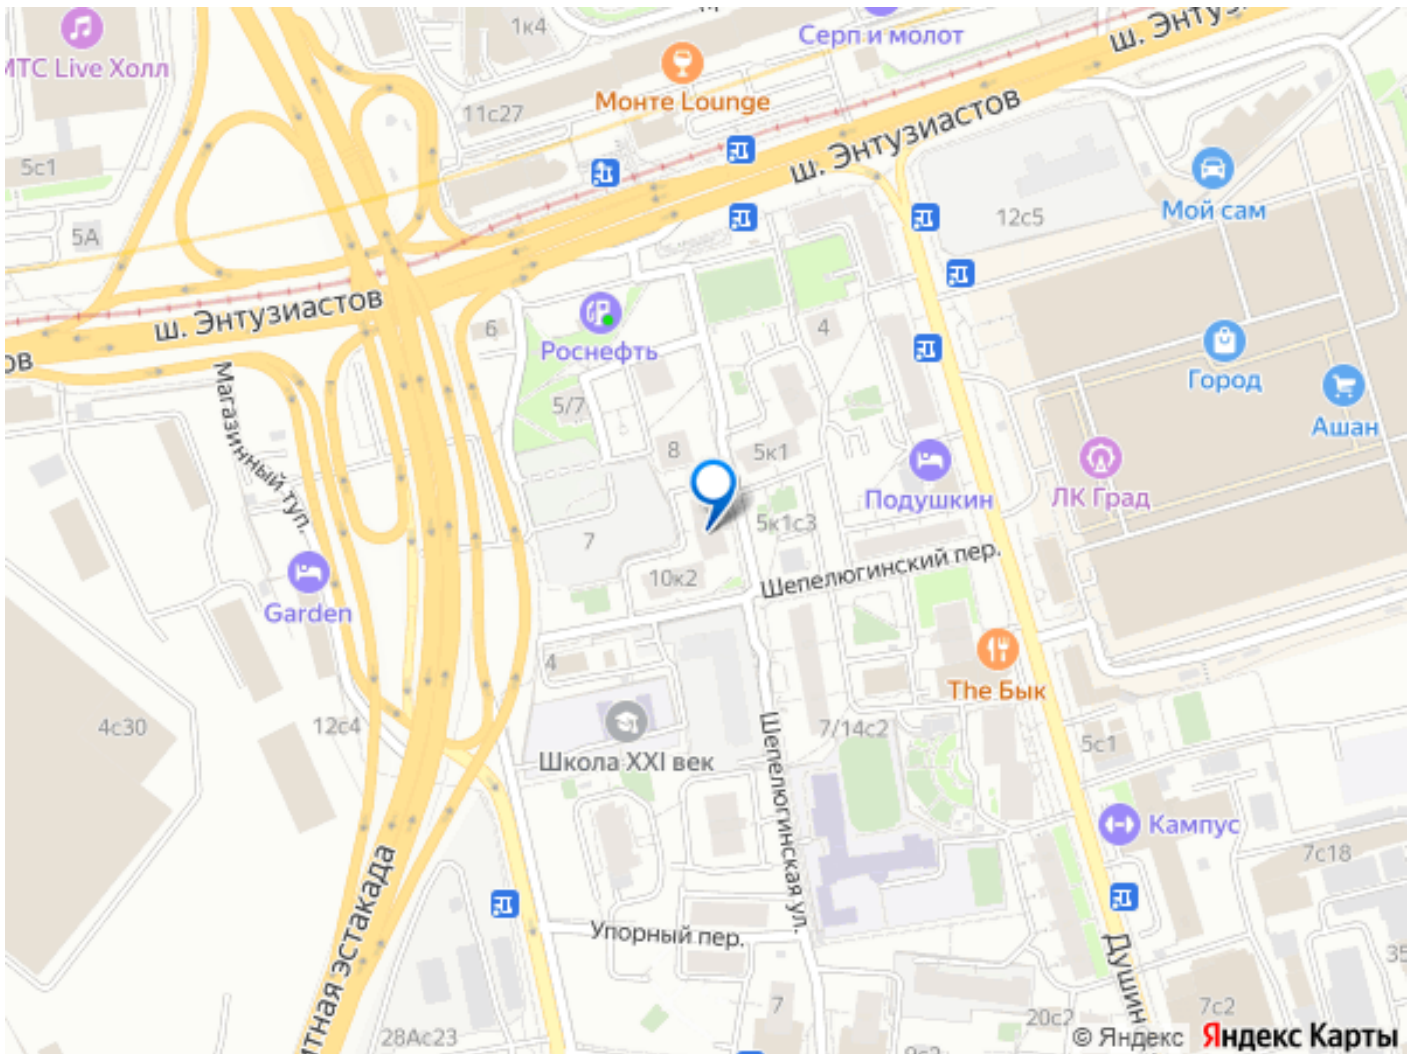 1к4
Серп и молот
ш. Энтуз
МТС Live Холл
Монте Lounge
11с27
ш. Энтузиастов
5с1
Мой сам
12с5
5А
ш. Энтузиастов
ов
6
4
Роснефть
Город
Ашан
Магазинный туп.
5/7
8
5к1
Подушкин
ЛК Град
5к1с3
7
Шепелюгинский пер.
10к2
Garden
4
The Бык
4с30
12с4
Шепелюгинская ул.
7/14с2
5с1
Школа XXI век
Кампус
7с18
тная эстакада
Упорный пер.
Душин
35
7
7с2
20с2
28Ас23
© Яндекс Яндекс Карты